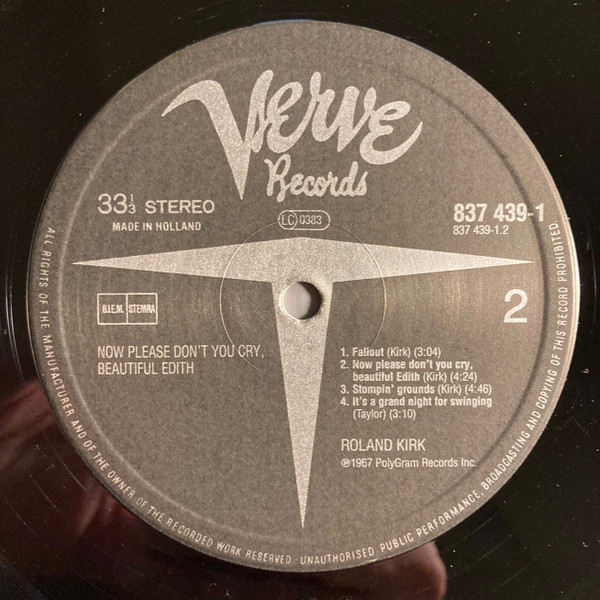 Verve
Records
33 1/3 STEREO
MADE IN HOLLAND
LC 0383
837 439-1
837 439-1.2
B.I.E.M. STEMRA
2
NOW PLEASE DON'T YOU CRY,
BEAUTIFUL EDITH
1. Fallout (Kirk) (3:04)
2. Now please don't you cry,
beautiful Edith (Kirk) (4:24)
3. Stompin' grounds (Kirk) (4:46)
4. It's a grand night for swinging
(Taylor) (3:10)
ROLAND KIRK
℗1967 PolyGram Records Inc.
ALL RIGHTS OF THE MANUFACTURER AND OF THE OWNER OF THE RECORDED WORK RESERVED · UNAUTHORISED PUBLIC PERFORMANCE, BROADCASTING AND COPYING OF THIS RECORD PROHIBITED.